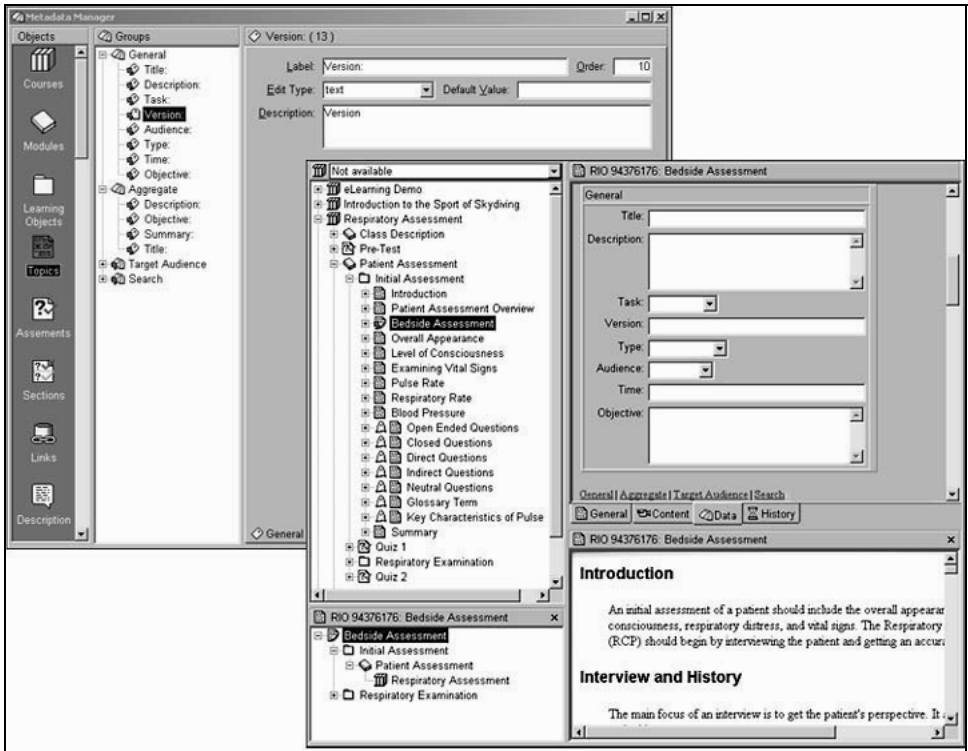 Metadata Manager
Objects
Courses
Modules
Learning
Objects
Topics
Assements
Sections
Links
Description
Groups
General
Title:
Description:
Task:
Version:
Audience:
Type:
Time:
Objective:
Aggregate
Description:
Objective:
Summary:
Title:
Target Audience
Search
Version: ( 13 )
Label: Version: Order: 10
Edit Type: text Default Value:
Description: Version
General
Not available
eLearning Demo
Introduction to the Sport of Skydiving
Respiratory Assessment
Class Description
Pre-Test
Patient Assessment
Initial Assessment
Introduction
Patient Assessment Overview
Bedside Assessment
Overall Appearance
Level of Consciousness
Examining Vital Signs
Pulse Rate
Respiratory Rate
Blood Pressure
Open Ended Questions
Closed Questions
Direct Questions
Indirect Questions
Neutral Questions
Glossary Term
Key Characteristics of Pulse
Summary
Quiz 1
Respiratory Examination
Quiz 2
RIO 94376176: Bedside Assessment
Bedside Assessment
Initial Assessment
Patient Assessment
Respiratory Assessment
Respiratory Examination
RIO 94376176: Bedside Assessment
General
Title:
Description:
Task:
Version:
Type:
Audience:
Time:
Objective:
General | Aggregate | Target Audience | Search
General Content Data History
RIO 94376176: Bedside Assessment
Introduction
An initial assessment of a patient should include the overall appearan
consciousness, respiratory distress, and vital signs. The Respiratory
(RCP) should begin by interviewing the patient and getting an accura
Interview and History
The main focus of an interview is to get the patient's perspective. It